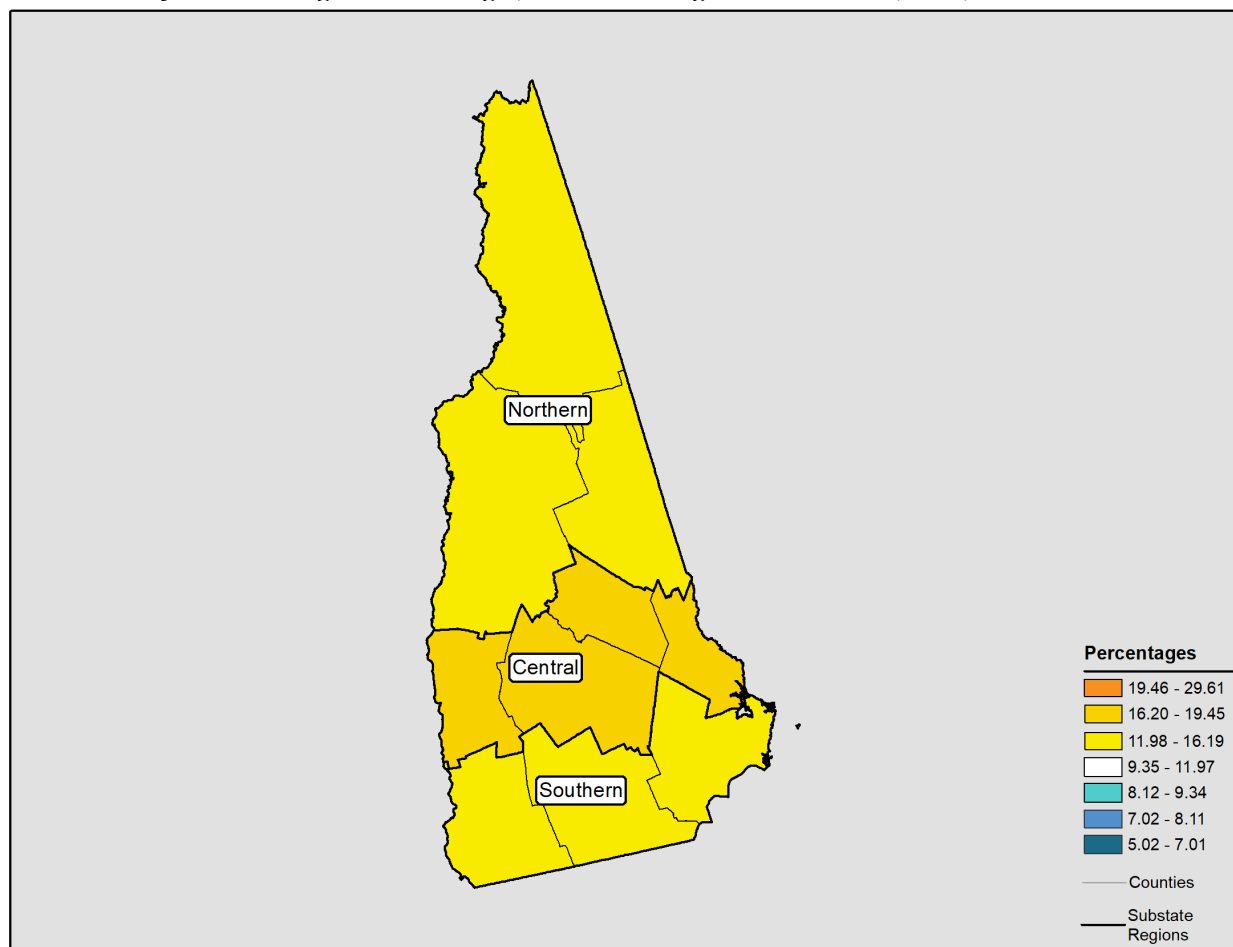 Northern
Central
Southern
Percentages
19.46 - 29.61
16.20 - 19.45
11.98 - 16.19
9.35 - 11.97
8.12 - 9.34
7.02 - 8.11
5.02 - 7.01
Counties
Substate
Regions